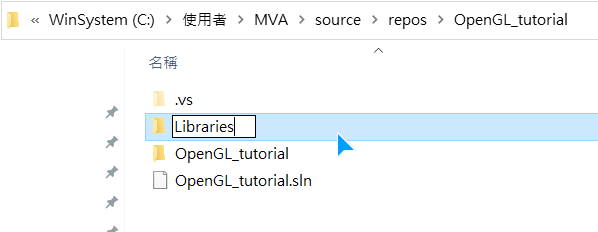 « WinSystem (C:) > 使用者 > MVA > source > repos > OpenGL_tutorial
名稱
.vs
Libraries
OpenGL_tutorial
OpenGL_tutorial.sln